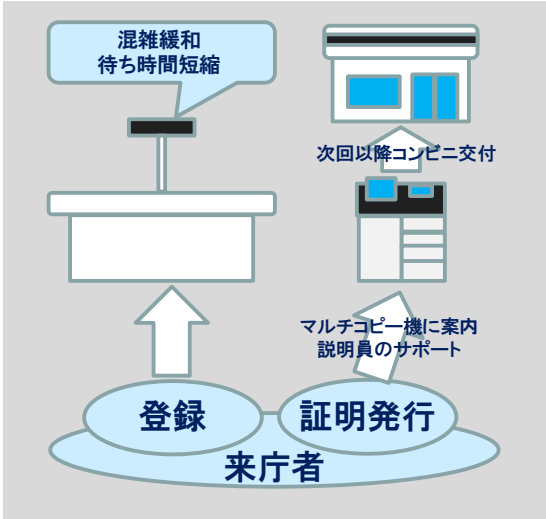 混雑緩和
待ち時間短縮
次回以降コンビニ交付
マルチコピー機に案内
説明員のサポート
登録
証明発行
来庁者